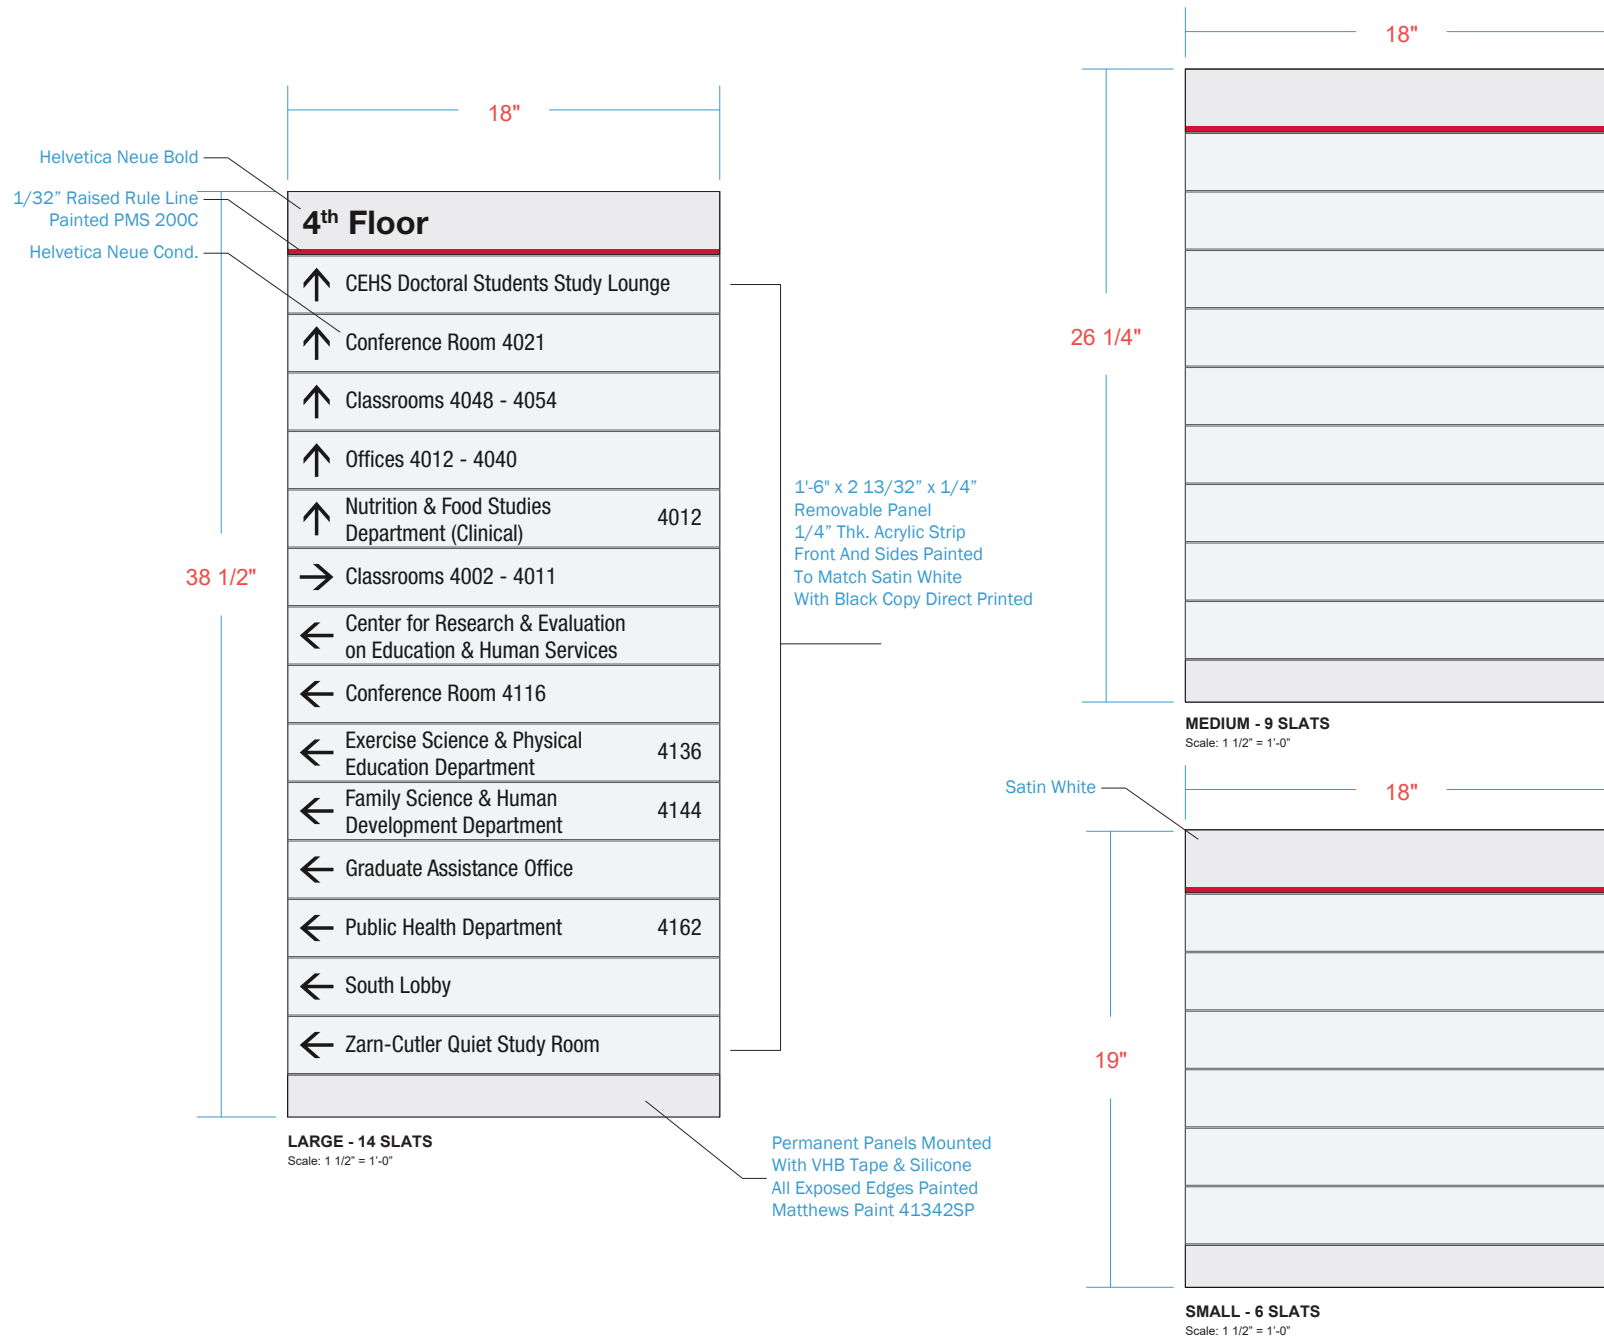 18"
Helvetica Neue Bold
1/32” Raised Rule Line
Painted PMS 200C
Helvetica Neue Cond.
4th Floor
CEHS Doctoral Students Study Lounge
Conference Room 4021
Classrooms 4048 - 4054
Offices 4012 - 4040
Nutrition & Food Studies
Department (Clinical) 4012
Classrooms 4002 - 4011
Center for Research & Evaluation
on Education & Human Services
Conference Room 4116
Exercise Science & Physical
Education Department 4136
Family Science & Human
Development Department 4144
Graduate Assistance Office
Public Health Department 4162
South Lobby
Zarn-Cutler Quiet Study Room
38 1/2"
LARGE - 14 SLATS
Scale: 1 1/2” = 1’-0”
1'-6" x 2 13/32” x 1/4”
Removable Panel
1/4” Thk. Acrylic Strip
Front And Sides Painted
To Match Satin White
With Black Copy Direct Printed
Permanent Panels Mounted
With VHB Tape & Silicone
All Exposed Edges Painted
Matthews Paint 41342SP
18"
26 1/4"
MEDIUM - 9 SLATS
Scale: 1 1/2” = 1’-0”
Satin White
18"
19"
SMALL - 6 SLATS
Scale: 1 1/2” = 1’-0”